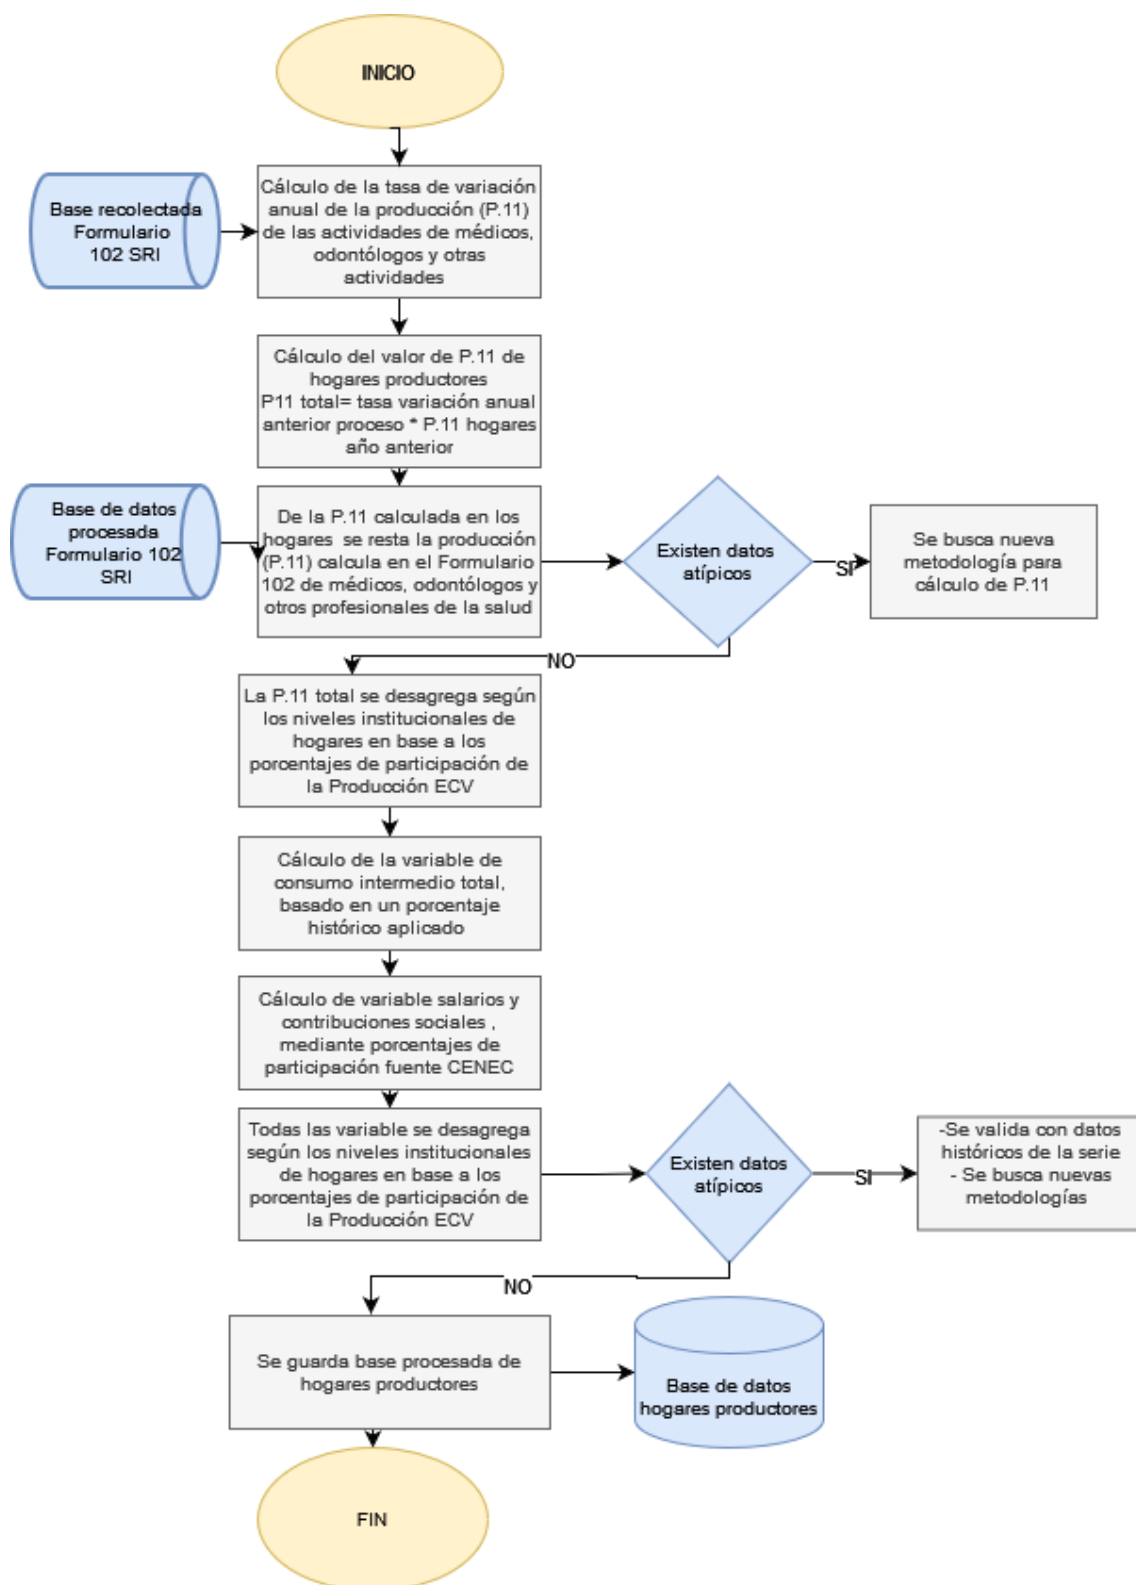 INICIO
Base recolectada
Formulario
102 SRI
Cálculo de la tasa de variación
anual de la producción (P.11)
de las actividades de médicos,
odontólogos y otras
actividades
Cálculo del valor de P.11 de
hogares productores
P11 total= tasa variación anual
anterior proceso * P.11 hogares
año anterior
Base de datos
procesada
Formulario 102
SRI
De la P.11 calculada en los
hogares se resta la producción
(P.11) calcula en el Formulario
102 de médicos, odontólogos y
otros profesionales de la salud
Existen datos
atípicos
SI
Se busca nueva
metodología para
cálculo de P.11
NO
La P.11 total se desagrega según
los niveles institucionales de
hogares en base a los
porcentajes de participación de
la Producción ECV
Cálculo de la variable de
consumo intermedio total,
basado en un porcentaje
histórico aplicado
Cálculo de variable salarios y
contribuciones sociales ,
mediante porcentajes de
participación fuente CENEC
Todas las variable se desagrega
según los niveles institucionales
de hogares en base a los
porcentajes de participación de
la Producción ECV
Existen datos
atípicos
SI
-Se valida con datos
históricos de la serie
- Se busca nuevas
metodologías
NO
Se guarda base procesada de
hogares productores
Base de datos
hogares productores
FIN